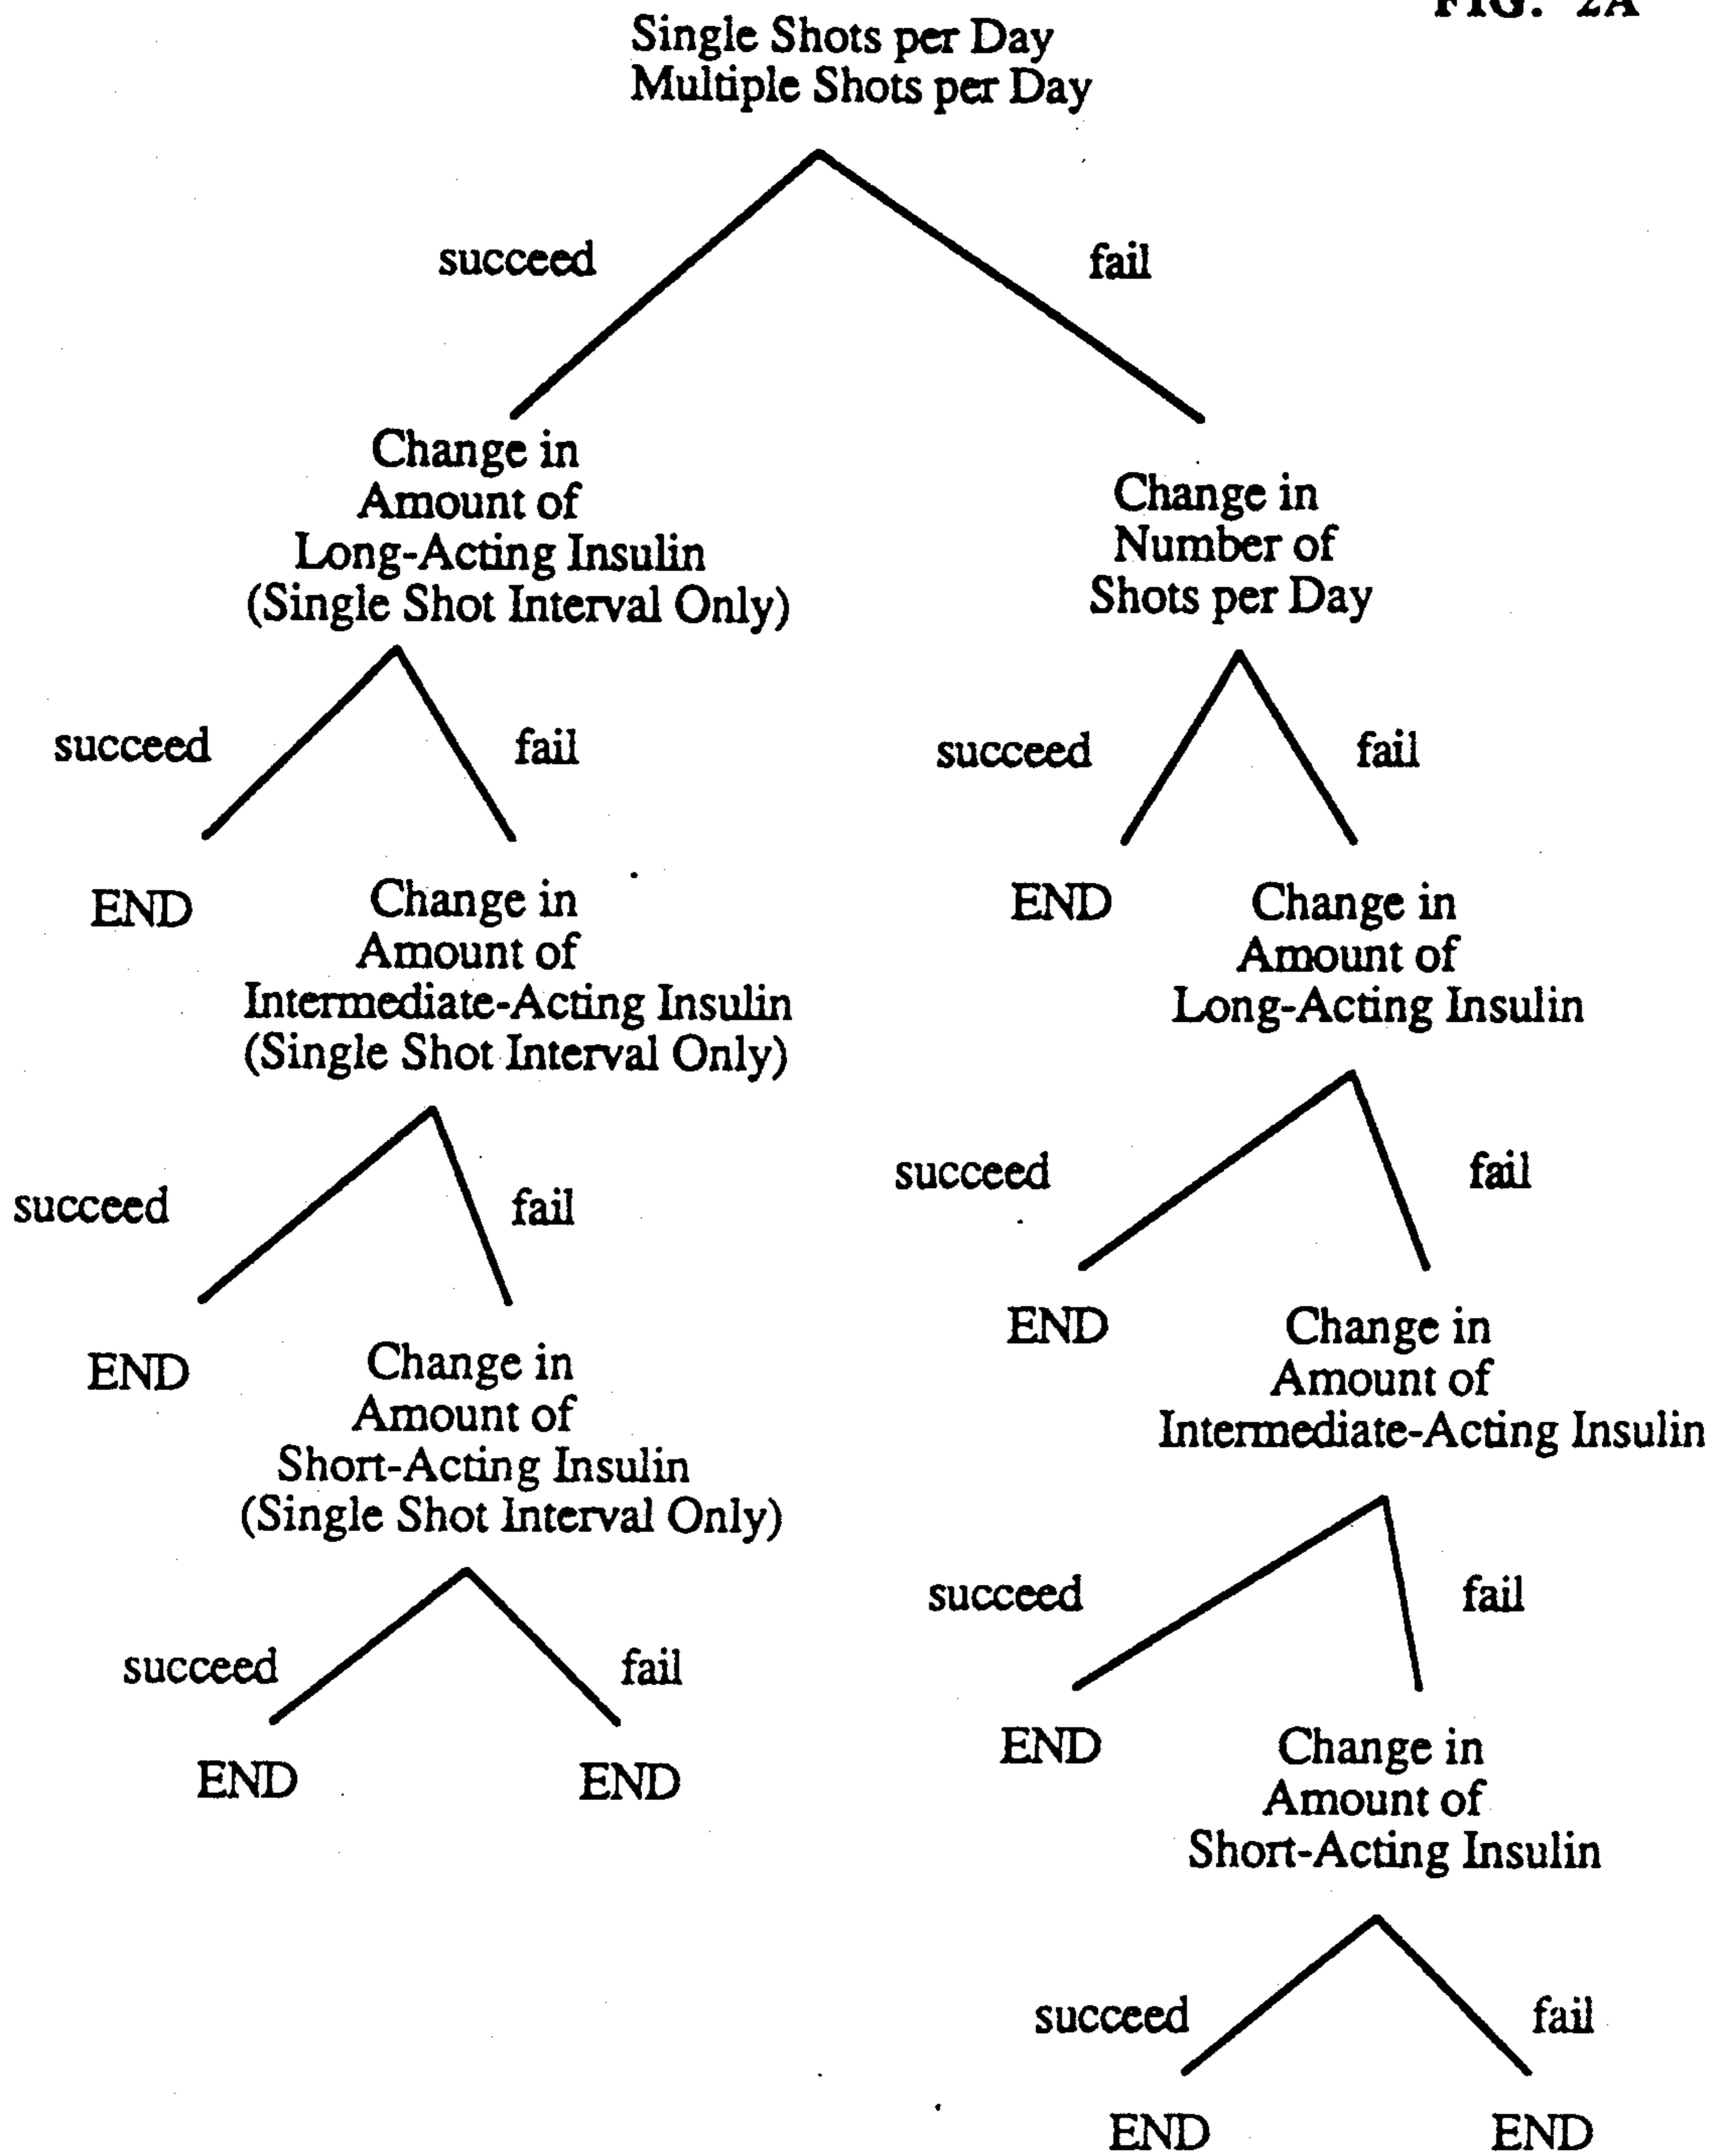 FIG. 2A
Single Shots per Day
Multiple Shots per Day
succeed
fail
Change in
Amount of
Long-Acting Insulin
(Single Shot Interval Only)
Change in
Number of
Shots per Day
succeed
fail
succeed
fail
END
Change in
Amount of
Intermediate-Acting Insulin
(Single Shot Interval Only)
END
Change in
Amount of
Long-Acting Insulin
succeed
fail
succeed
fail
END
Change in
Amount of
Short-Acting Insulin
(Single Shot Interval Only)
END
Change in
Amount of
Intermediate-Acting Insulin
succeed
fail
succeed
fail
END
END
END
Change in
Amount of
Short-Acting Insulin
succeed
fail
END
END